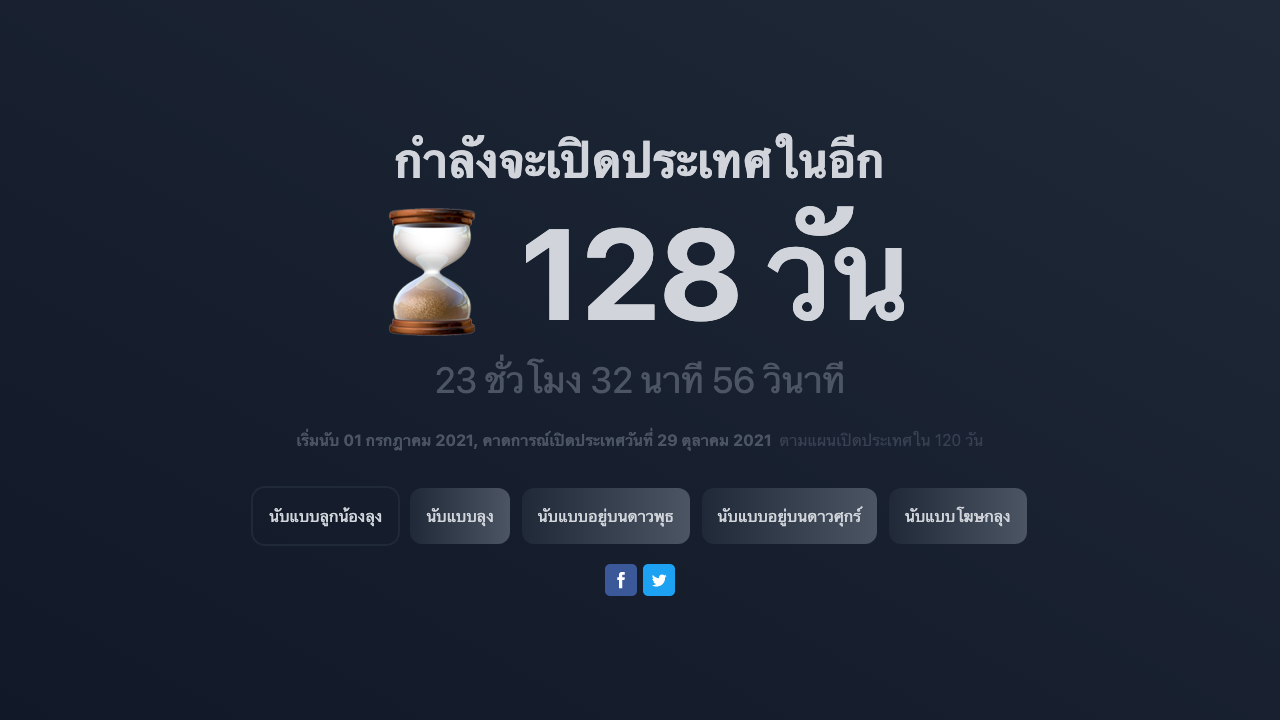 กำลังจะเปิดประเทศในอีก
128 วัน
23 ชั่วโมง 32 นาที 56 วินาที
เริ่มนับ 01 กรกฎาคม 2021, คาดการณ์เปิดประเทศวันที่ 29 ตุลาคม 2021 ตามแผนเปิดประเทศใน 120 วัน
นับแบบลูกน้องลุง นับแบบลุง นับแบบอยู่บนดาวพุธ นับแบบอยู่บนดาวศุกร์ นับแบบโฆษกลุง